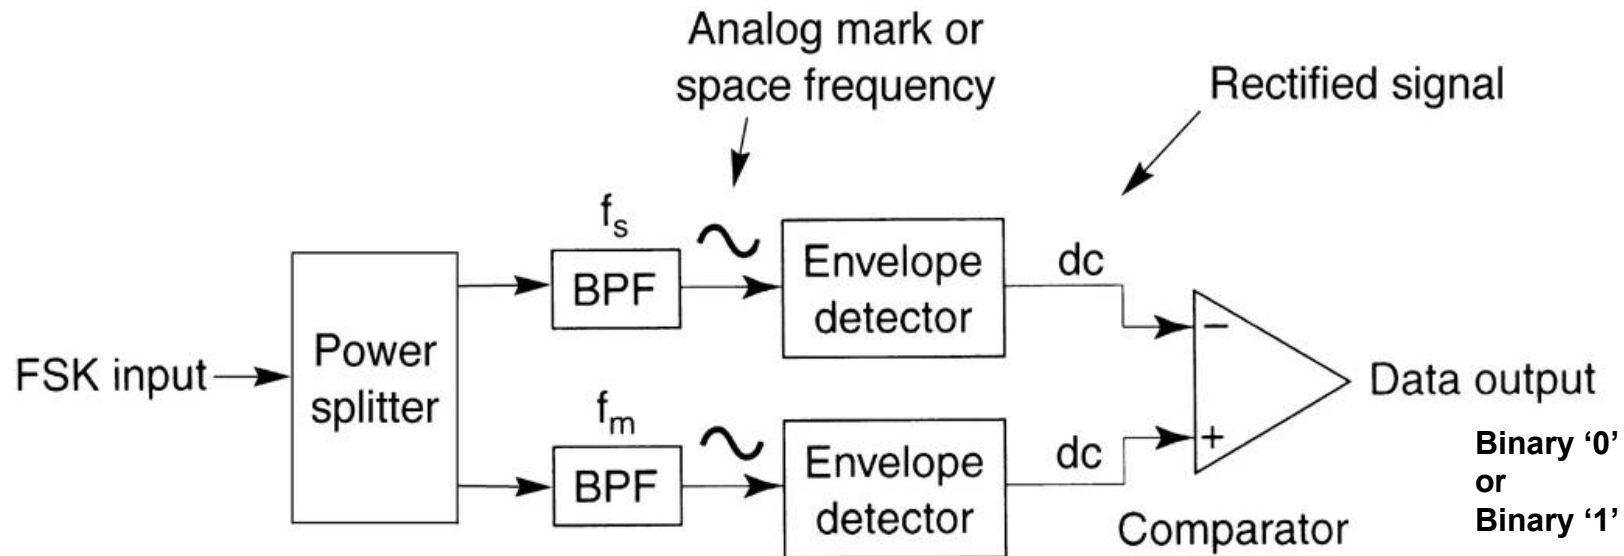 Analog mark or
space frequency
Rectified signal
fs
BPF
Envelope
detector
dc
−
FSK input
Power
splitter
fm
BPF
Envelope
detector
dc
+
Comparator
Data output
Binary ‘0’
or
Binary ‘1’